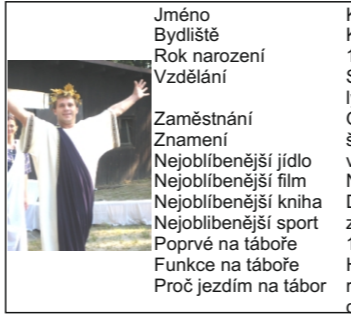 Jméno
Bydliště
Rok narození
Vzdělání
Zaměstnání
Znamení
Nejoblíbenější jídlo
Nejoblíbenější film
Nejoblíbenější kniha
Nejoblibenější sport
Poprvé na táboře
Funkce na táboře
Proč jezdím na tábor